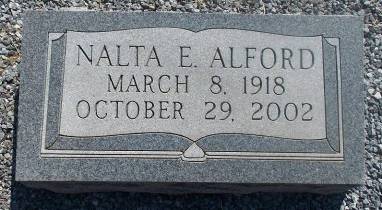 NALTA E. ALFORD
MARCH 8, 1918
OCTOBER 29, 2002